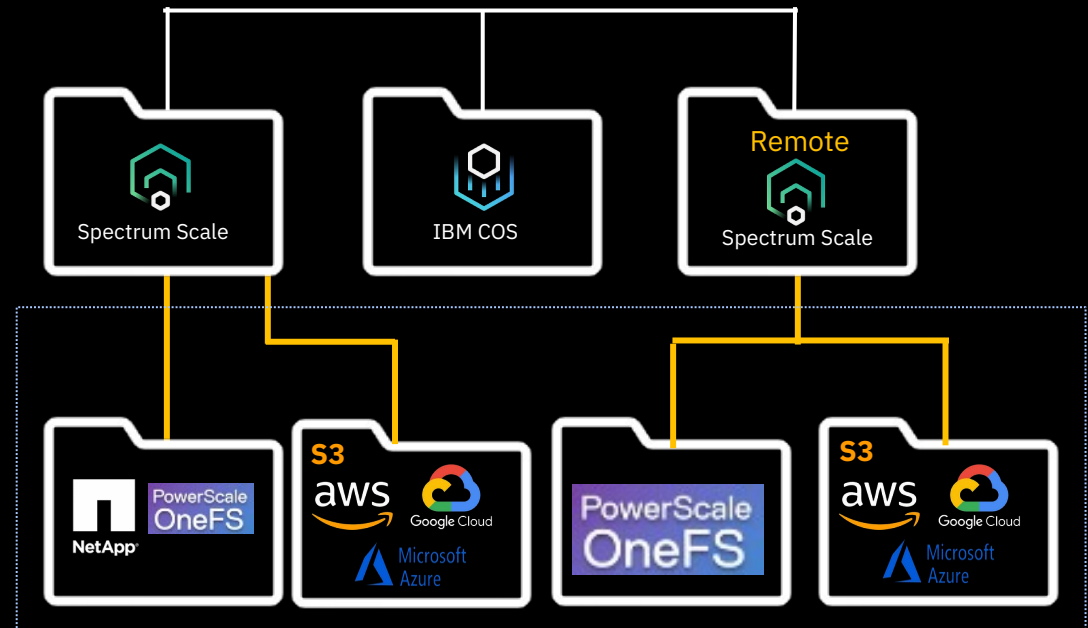 Spectrum Scale
IBM COS
Remote
Spectrum Scale
NetApp
PowerScale
OneFS
S3
aws
Google Cloud
Microsoft
Azure
PowerScale
OneFS
S3
aws
Google Cloud
Microsoft
Azure